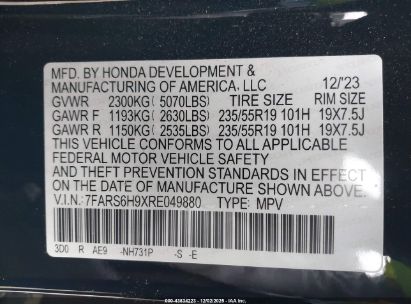 MFD. BY HONDA DEVELOPMENT &
MANUFACTURING OF AMERICA, LLC 12/'23
GVWR 2300KG( 5070LBS) TIRE SIZE RIM SIZE
GAWR F 1193KG( 2630LBS) 235/55R19 101H 19X7.5J
GAWR R 1150KG( 2535LBS) 235/55R19 101H 19X7.5J
THIS VEHICLE CONFORMS TO ALL APPLICABLE
FEDERAL MOTOR VEHICLE SAFETY
AND THEFT PREVENTION STANDARDS IN EFFECT
ON THE DATE OF MANUFACTURE SHOWN ABOVE.
V.I.N.: 7FARS6H9XRE049880 TYPE: MPV
3D0 R AE9 -NH731P -S -E